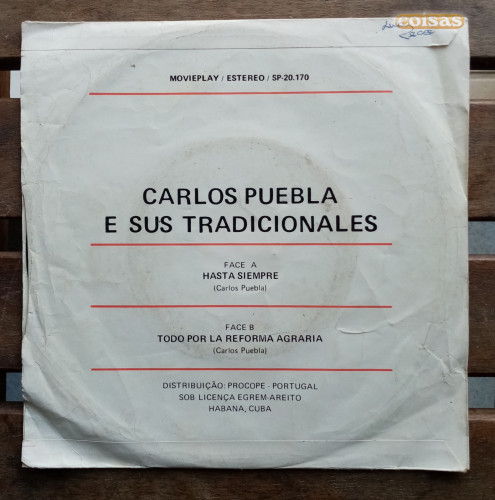 coisas
MOVIEPLAY / ESTEREO / SP-20.170
CARLOS PUEBLA
E SUS TRADICIONALES
FACE A
HASTA SIEMPRE
(Carlos Puebla)
FACE B
TODO POR LA REFORMA AGRARIA
(Carlos Puebla)
DISTRIBUIÇÃO: PROCOPE - PORTUGAL
SOB LICENÇA EGREM-AREITO
HABANA, CUBA